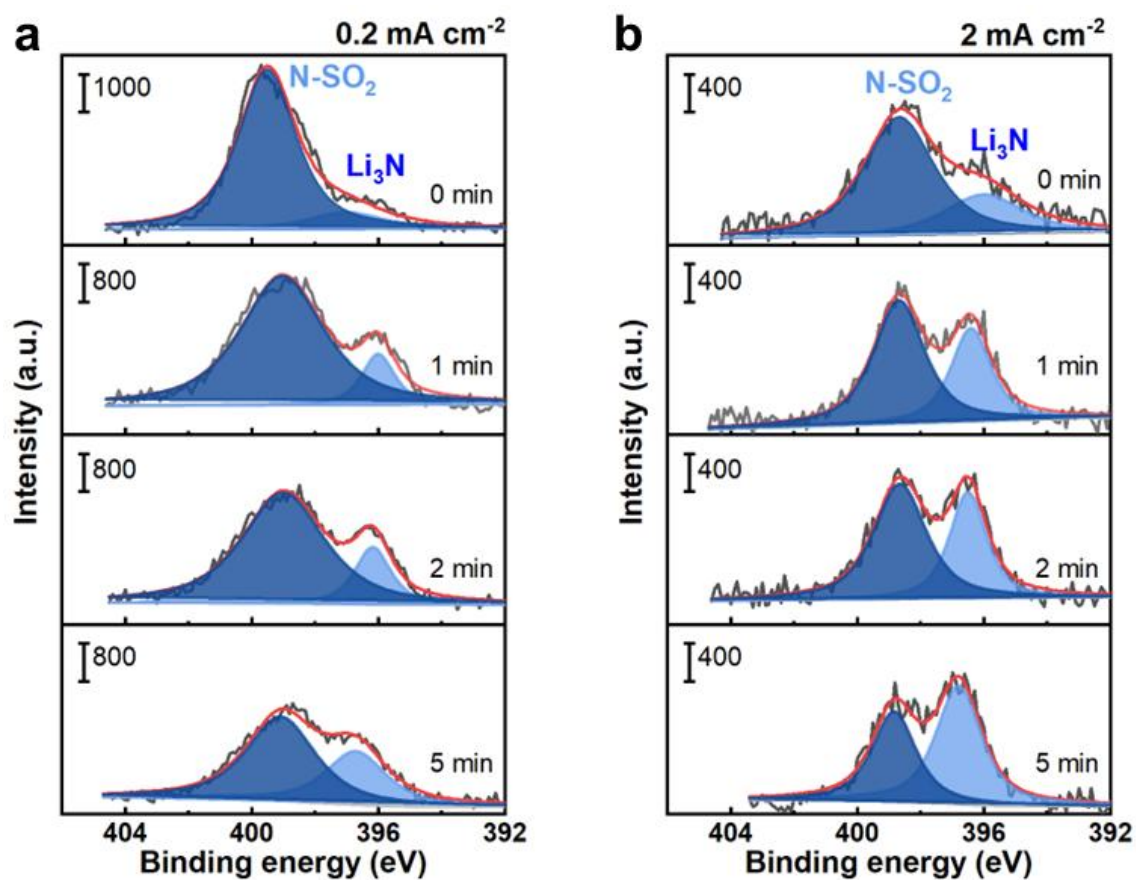 a
0.2 mA cm⁻²
1000
N-SO₂
Li₃N
0 min
800
1 min
800
2 min
800
5 min
404 400 396 392
Binding energy (eV)
Intensity (a.u.)
b
2 mA cm⁻²
400
N-SO₂
Li₃N
0 min
400
1 min
400
2 min
400
5 min
404 400 396 392
Binding energy (eV)
Intensity (a.u.)